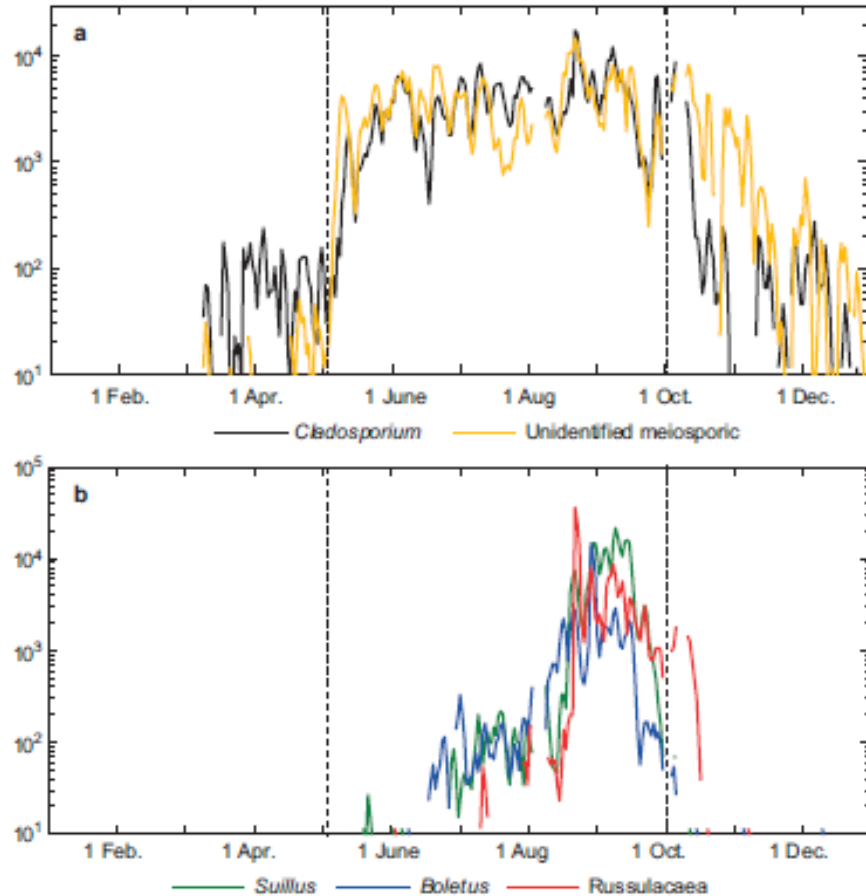 a
10⁴
10³
10²
10¹
1 Feb. 1 Apr. 1 June 1 Aug 1 Oct. 1 Dec.
Cladosporium Unidentified meiosporic
10⁵
b
10⁴
10³
10²
10¹
1 Feb. 1 Apr. 1 June 1 Aug 1 Oct. 1 Dec.
Suillus Boletus Russulacaea